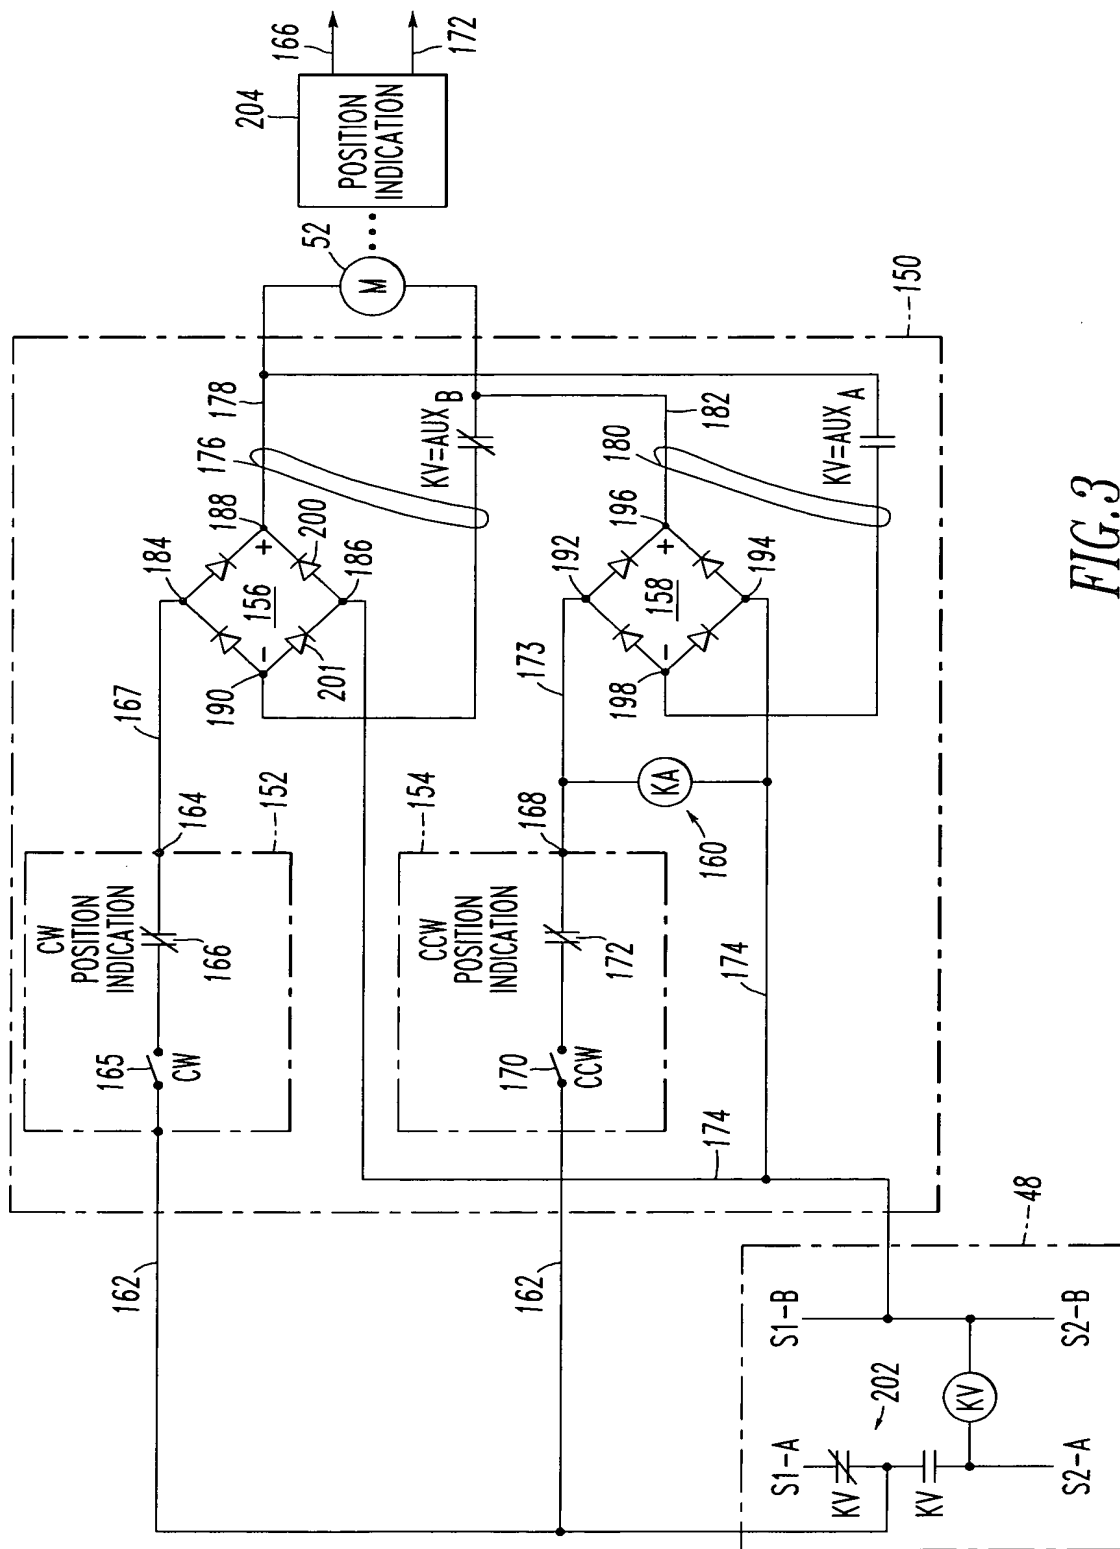 166
172
204
POSITION
INDICATION
52
M
150
178
176
188
184
+
200
156
186
-
201
190
167
KV=AUX
B
182
180
196
192
+
158
194
-
198
173
KV=AUX
A
152
164
CW
POSITION
INDICATION
166
165
CW
154
168
KA
160
CCW
POSITION
INDICATION
172
170
CCW
174
174
162
162
48
S1-B
S2-B
202
KV
S1-A
KV
KV
S2-A
FIG.3